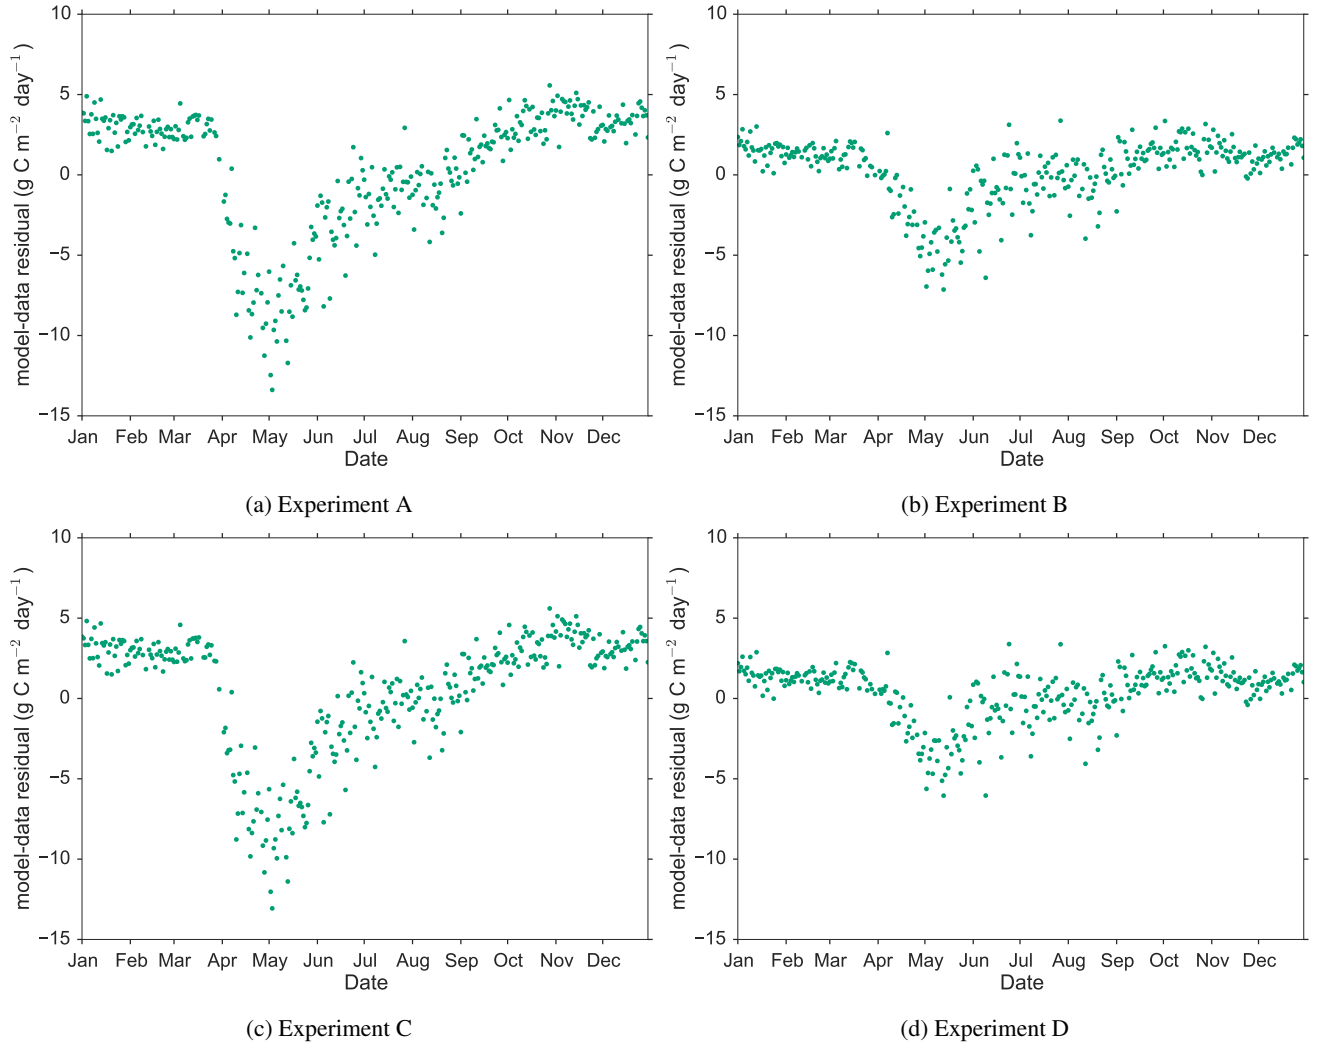 10
5
0
−5
−10
−15
model-data residual (g C m⁻² day⁻¹)
Jan Feb Mar Apr May Jun Jul Aug Sep Oct Nov Dec
Date
(a) Experiment A
10
5
0
−5
−10
−15
model-data residual (g C m⁻² day⁻¹)
Jan Feb Mar Apr May Jun Jul Aug Sep Oct Nov Dec
Date
(b) Experiment B
10
5
0
−5
−10
−15
model-data residual (g C m⁻² day⁻¹)
Jan Feb Mar Apr May Jun Jul Aug Sep Oct Nov Dec
Date
(c) Experiment C
10
5
0
−5
−10
−15
model-data residual (g C m⁻² day⁻¹)
Jan Feb Mar Apr May Jun Jul Aug Sep Oct Nov Dec
Date
(d) Experiment D